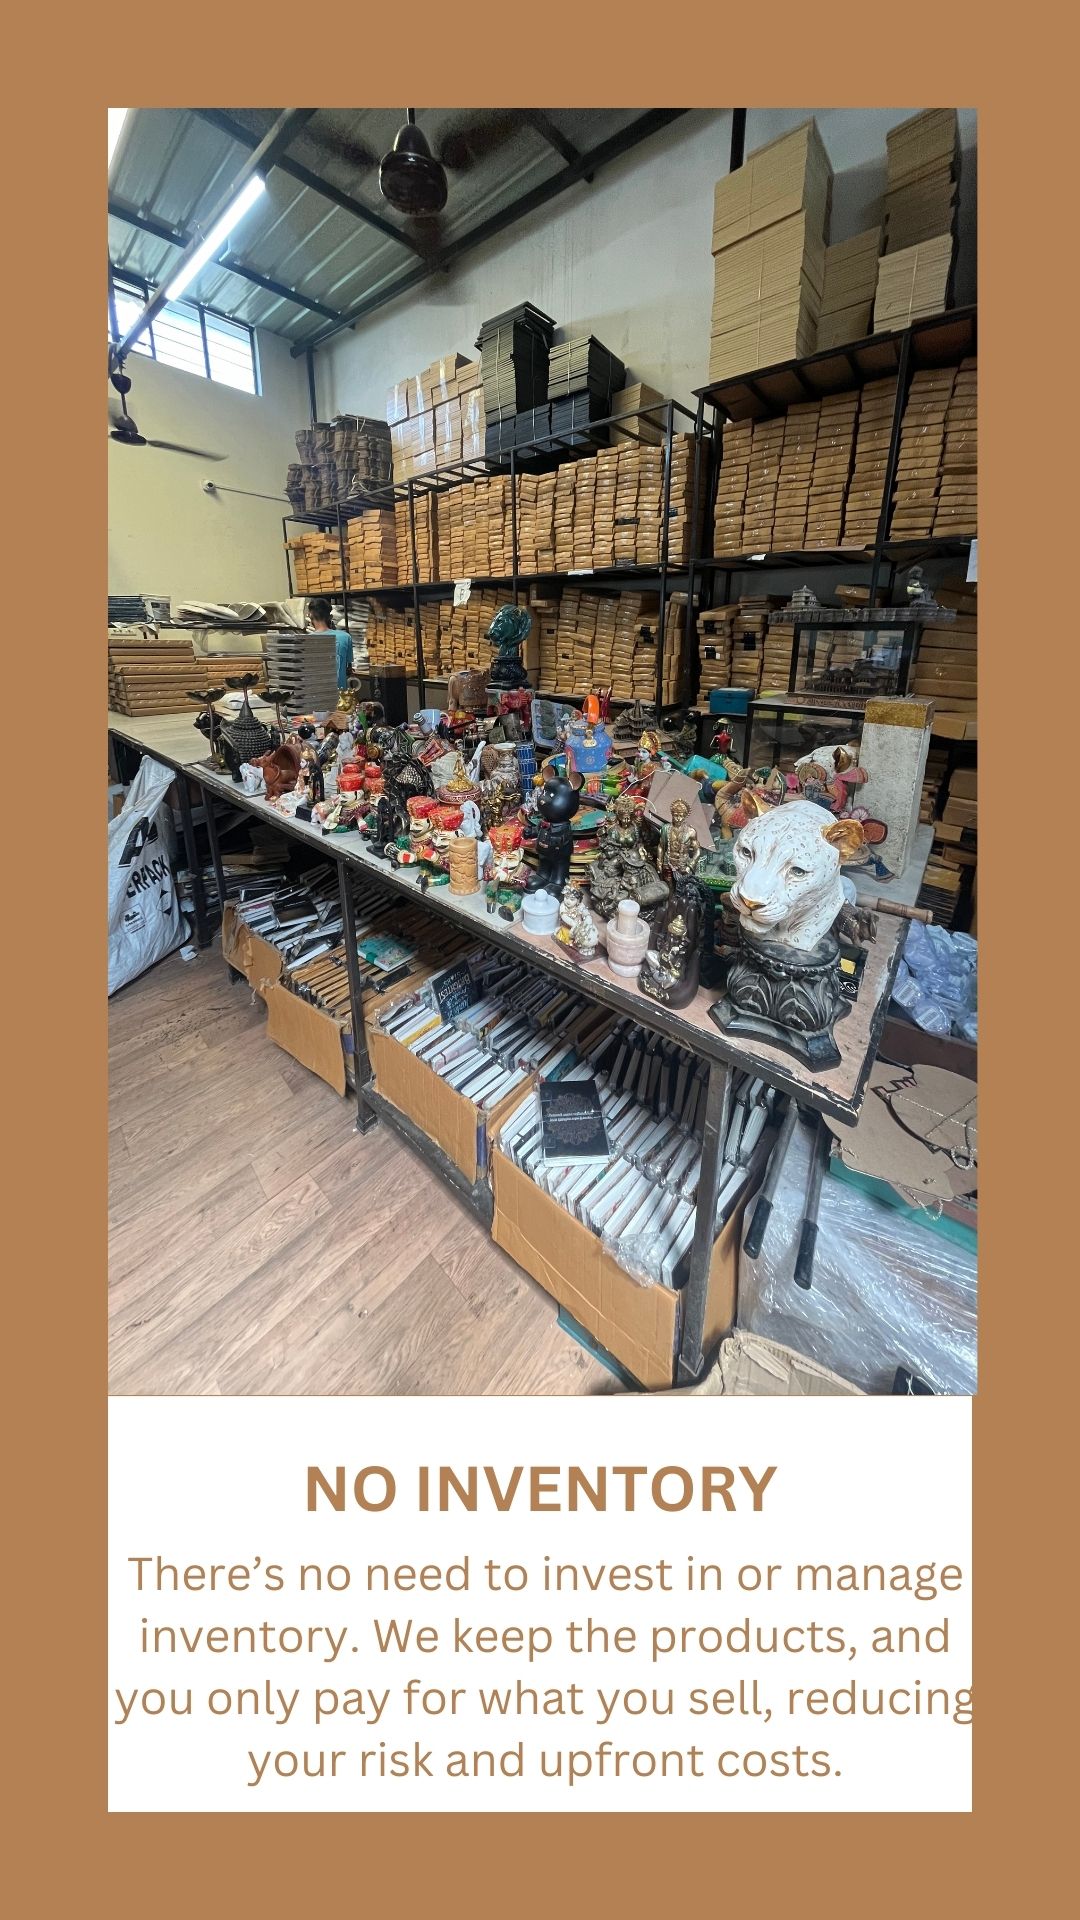 NO INVENTORY
There’s no need to invest in or manage
inventory. We keep the products, and
you only pay for what you sell, reducing
your risk and upfront costs.